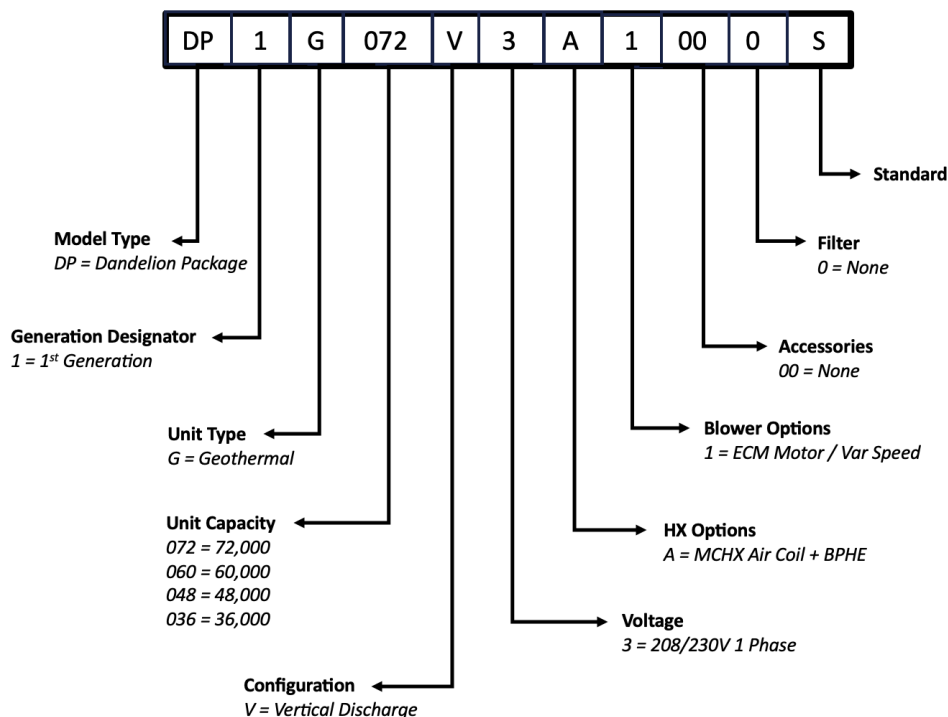 DP 1 G 072 V 3 A 1 00 0 S
Standard
Model Type
DP = Dandelion Package
Filter
0 = None
Generation Designator
1 = 1st Generation
Accessories
00 = None
Unit Type
G = Geothermal
Blower Options
1 = ECM Motor / Var Speed
Unit Capacity
072 = 72,000
060 = 60,000
048 = 48,000
036 = 36,000
HX Options
A = MCHX Air Coil + BPHE
Voltage
3 = 208/230V 1 Phase
Configuration
V = Vertical Discharge